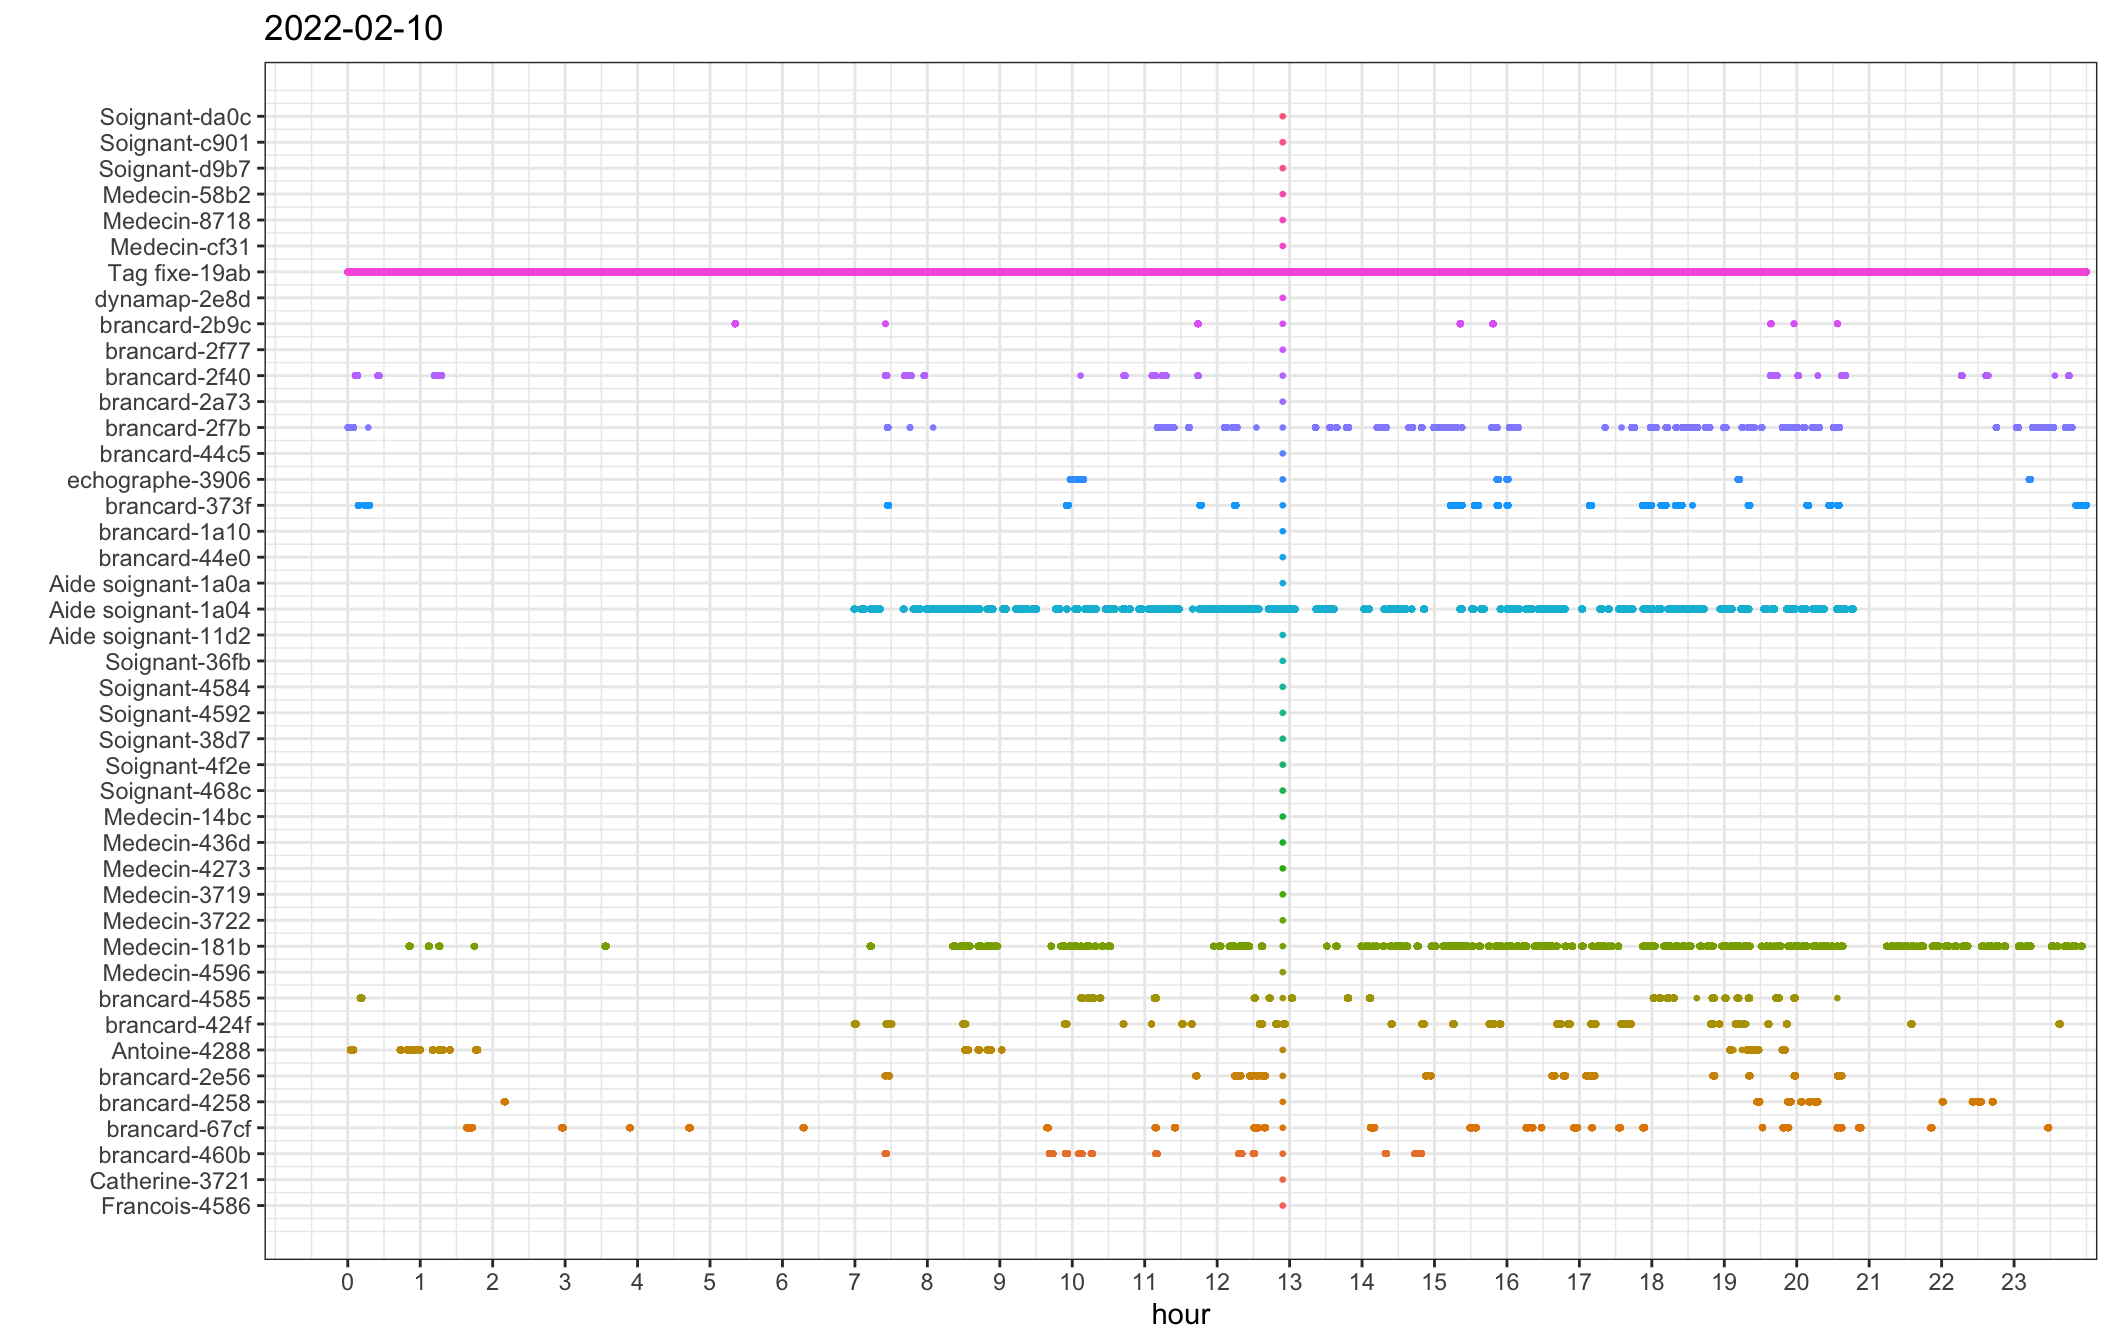 2022-02-10
Soignant-da0c
Soignant-c901
Soignant-d9b7
Medecin-58b2
Medecin-8718
Medecin-cf31
Tag fixe-19ab
dynamap-2e8d
brancard-2b9c
brancard-2f77
brancard-2f40
brancard-2a73
brancard-2f7b
brancard-44c5
echographe-3906
brancard-373f
brancard-1a10
brancard-44e0
Aide soignant-1a0a
Aide soignant-1a04
Aide soignant-11d2
Soignant-36fb
Soignant-4584
Soignant-4592
Soignant-38d7
Soignant-4f2e
Soignant-468c
Medecin-14bc
Medecin-436d
Medecin-4273
Medecin-3719
Medecin-3722
Medecin-181b
Medecin-4596
brancard-4585
brancard-424f
Antoine-4288
brancard-2e56
brancard-4258
brancard-67cf
brancard-460b
Catherine-3721
Francois-4586
0 1 2 3 4 5 6 7 8 9 10 11 12 13 14 15 16 17 18 19 20 21 22 23
hour